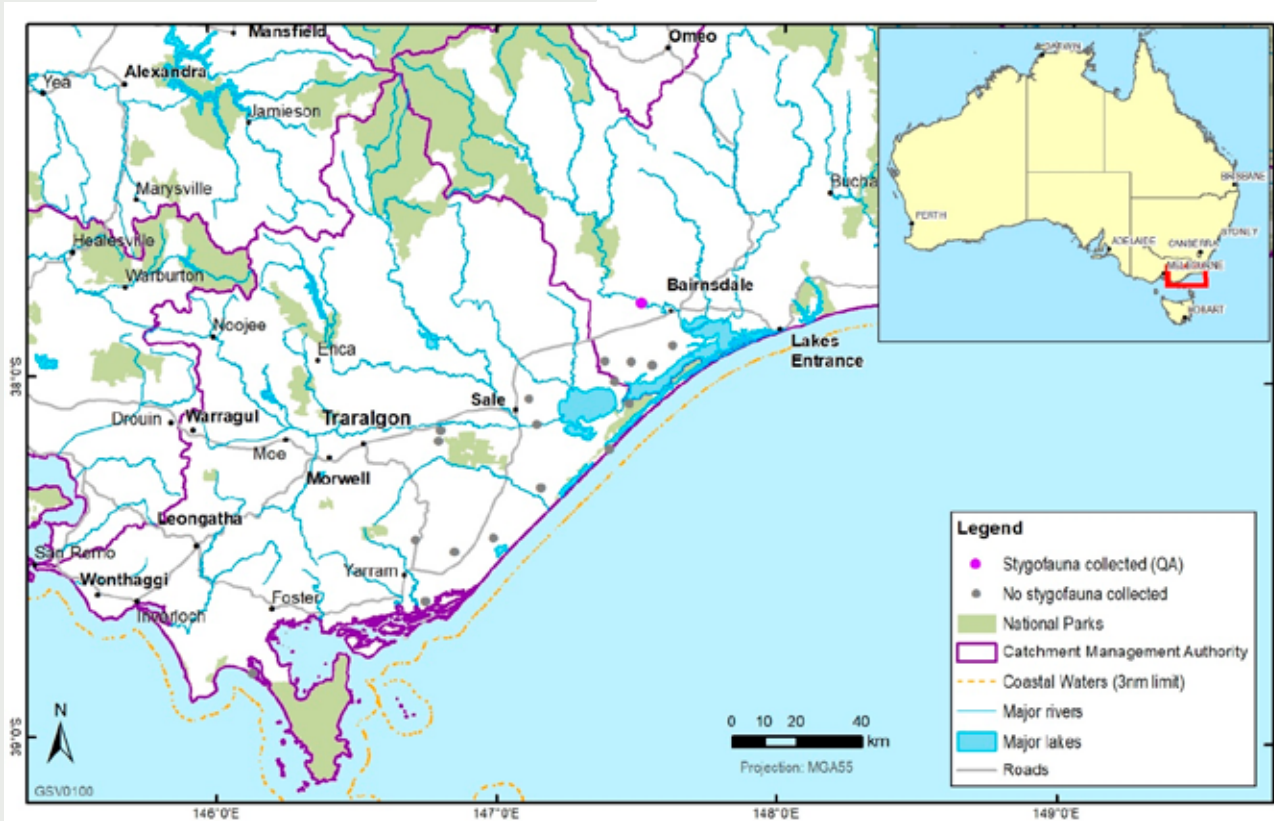 Mansfield
Omeo
Alexandra
Yea
Jamieson
Marysville
Bucha
Healesville
Warburton
Bairnsdale
Noojee
Erica
Lakes
Entrance
Sale
Drouin
Warragul
Traralgon
Moe
Morwell
Leongatha
San Remo
Yarram
Wonthaggi
Foster
Inverloch
DARWIN
BRISBANE
PERTH
SYDNEY
ADELAIDE
CANBERRA
MELBOURNE
HOBART
Legend
Stygofauna collected (QA)
No stygofauna collected
National Parks
Catchment Management Authority
Coastal Waters (3nm limit)
Major rivers
Major lakes
Roads
N
0 10 20 40
km
Projection: MGA55
GSV0100
38°0'S
39°0'S
146°0'E
147°0'E
148°0'E
149°0'E